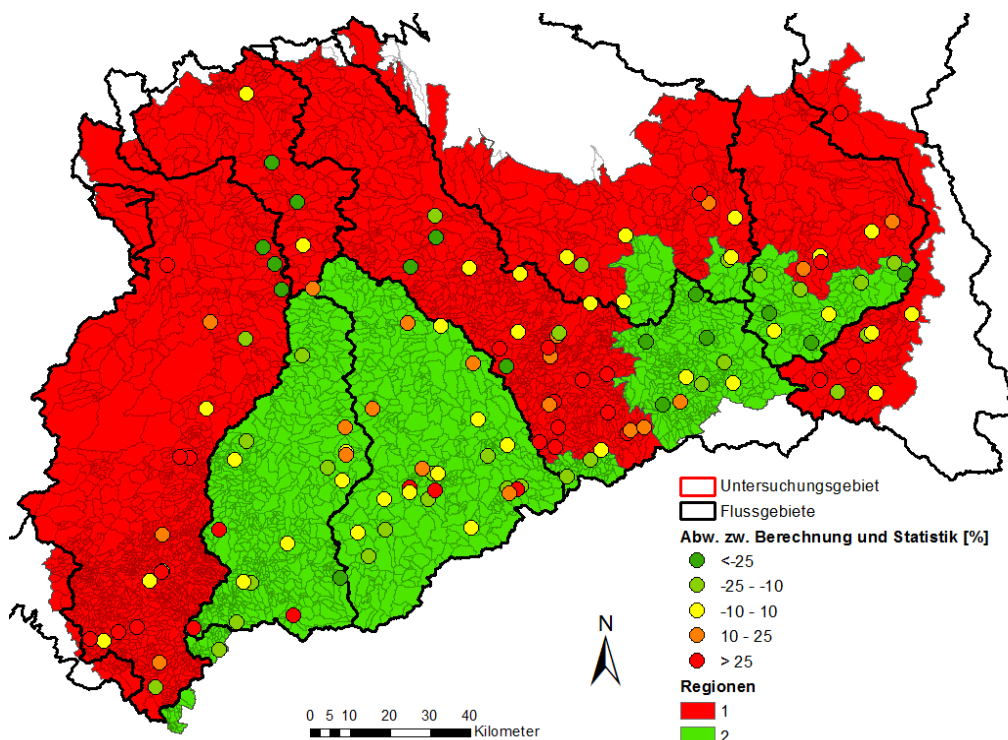 Untersuchungsgebiet
Flussgebiete
Abw. zw. Berechnung und Statistik [%]
<-25
-25 - -10
-10 - 10
10 - 25
> 25
Regionen
1
2
N
0 5 10 20 30 40
Kilometer